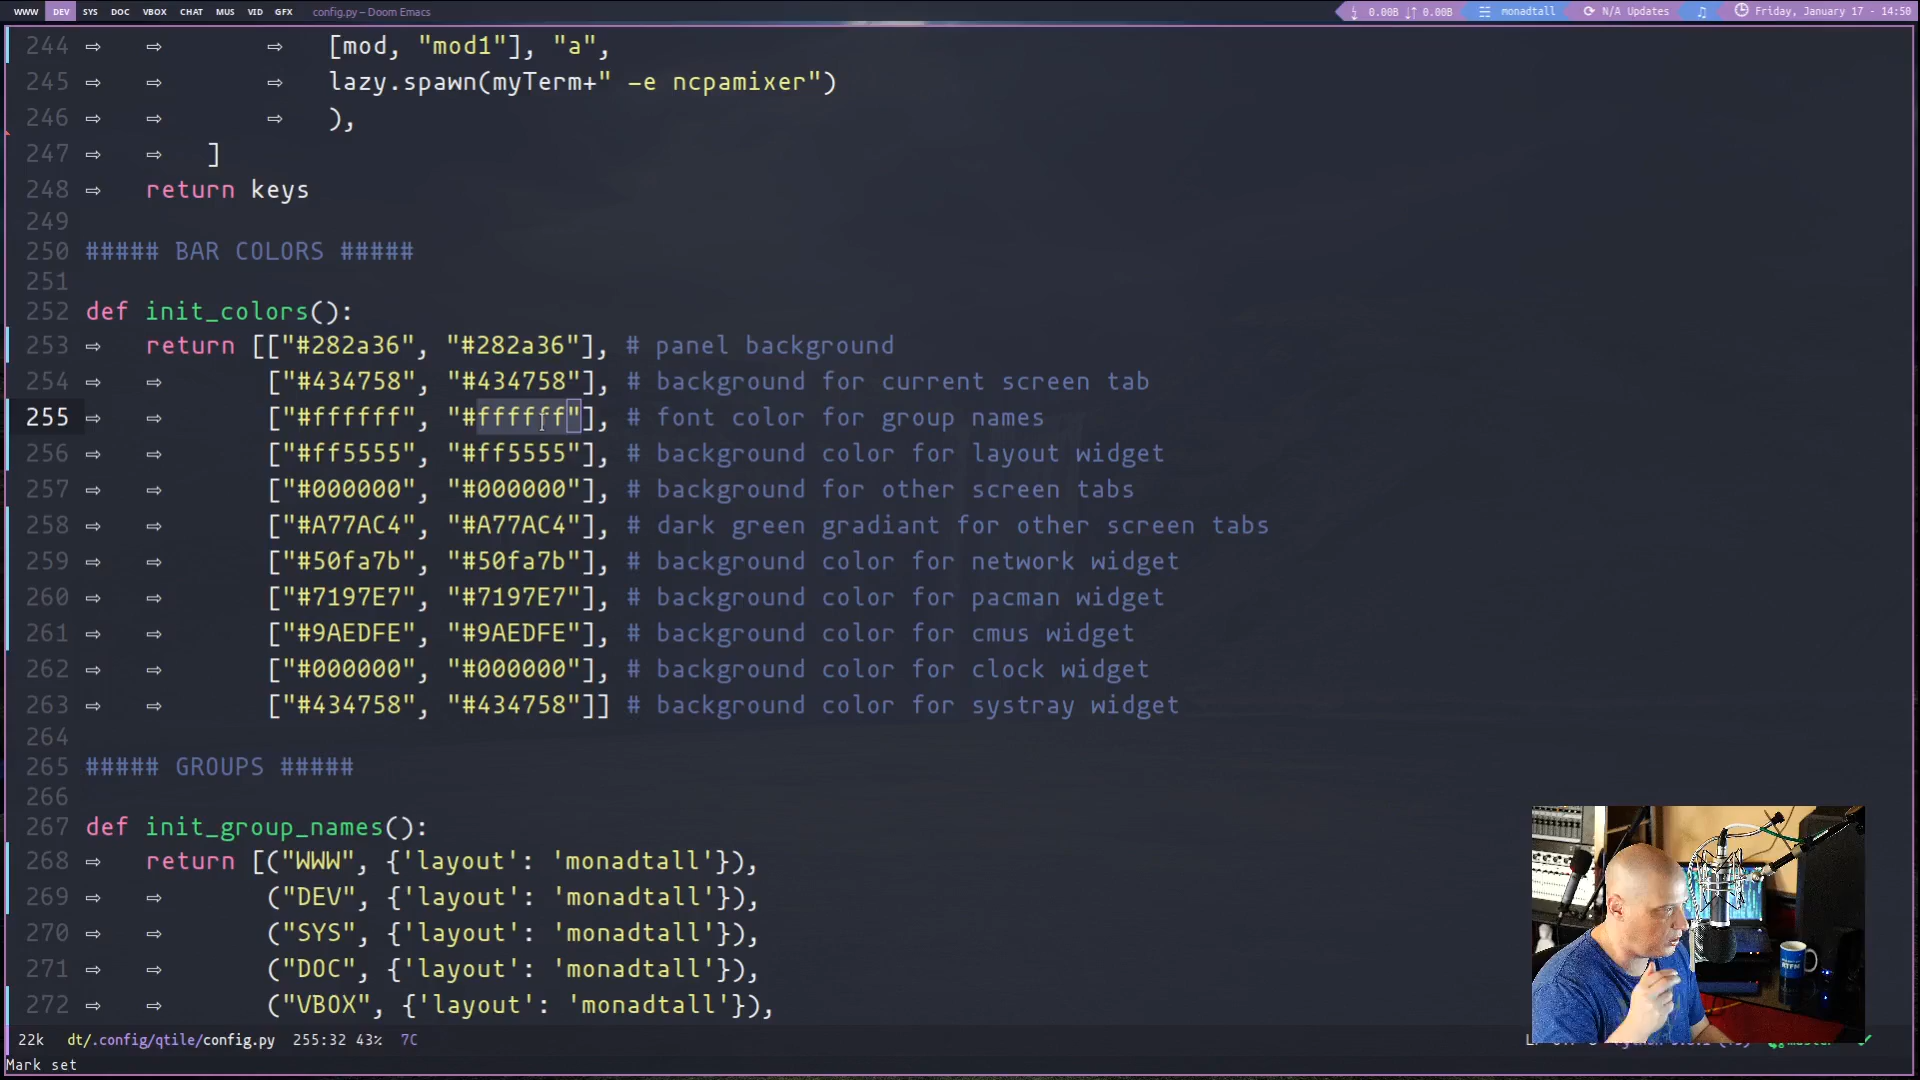 WWW DEV SYS DOC VBOX CHAT MUS VID GFX config.py – Doom Emacs 0.00B 0.00B monadtall N/A Updates Friday, January 17 - 14:50
244 ⇨ ⇨ ⇨ [mod, "mod1"], "a",
245 ⇨ ⇨ ⇨ lazy.spawn(myTerm+" -e ncpamixer")
246 ⇨ ⇨ ⇨ ),
247 ⇨ ⇨ ]
248 ⇨ return keys
249
250 ##### BAR COLORS #####
251
252 def init_colors():
253 ⇨ return [["#282a36", "#282a36"], # panel background
254 ⇨ ⇨ ["#434758", "#434758"], # background for current screen tab
255 ⇨ ⇨ ["#ffffff", "#ffffff"], # font color for group names
256 ⇨ ⇨ ["#ff5555", "#ff5555"], # background color for layout widget
257 ⇨ ⇨ ["#000000", "#000000"], # background for other screen tabs
258 ⇨ ⇨ ["#A77AC4", "#A77AC4"], # dark green gradiant for other screen tabs
259 ⇨ ⇨ ["#50fa7b", "#50fa7b"], # background color for network widget
260 ⇨ ⇨ ["#7197E7", "#7197E7"], # background color for pacman widget
261 ⇨ ⇨ ["#9AEDFE", "#9AEDFE"], # background color for cmus widget
262 ⇨ ⇨ ["#000000", "#000000"], # background color for clock widget
263 ⇨ ⇨ ["#434758", "#434758"]] # background color for systray widget
264
265 ##### GROUPS #####
266
267 def init_group_names():
268 ⇨ return [("WWW", {'layout': 'monadtall'}),
269 ⇨ ⇨ ("DEV", {'layout': 'monadtall'}),
270 ⇨ ⇨ ("SYS", {'layout': 'monadtall'}),
271 ⇨ ⇨ ("DOC", {'layout': 'monadtall'}),
272 ⇨ ⇨ ("VBOX", {'layout': 'monadtall'}),
22k dt/.config/qtile/config.py 255:32 43% 7C
Mark set